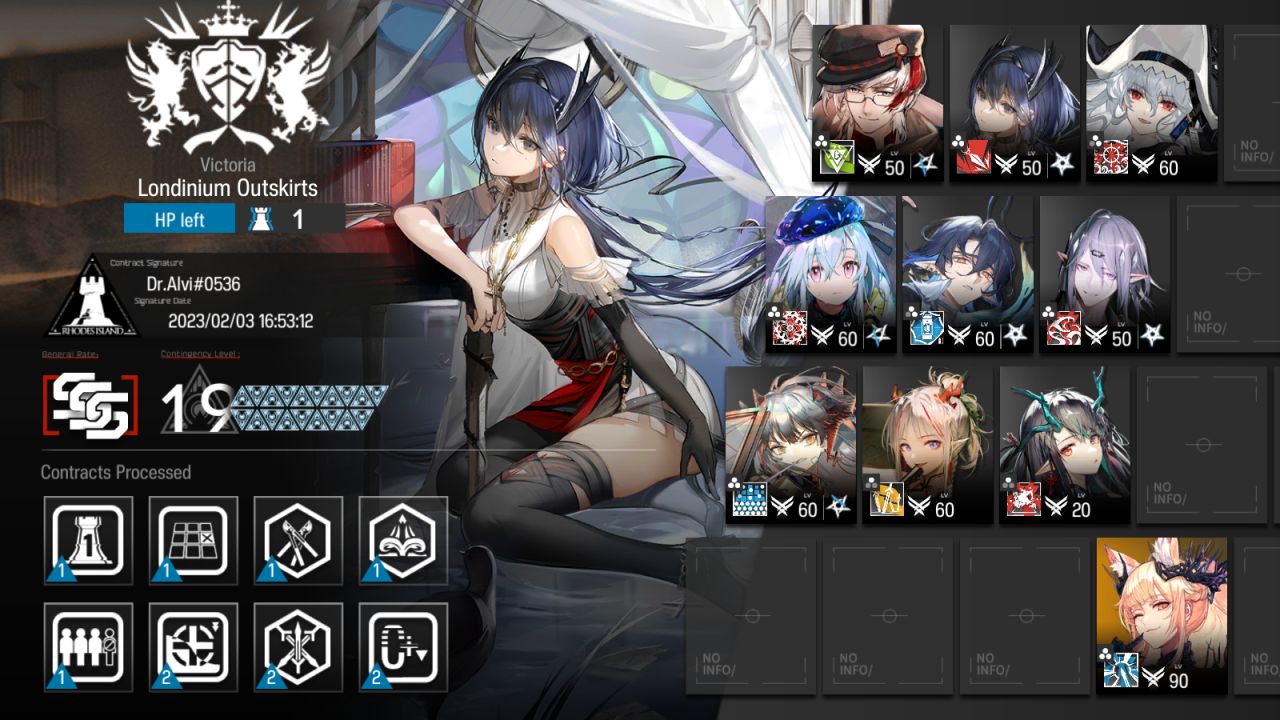 Victoria
Londinium Outskirts
HP left 1
Contract Signature
Dr.Alvi#0536
Signature Date
2023/02/03 16:53:12
RHODES ISLAND
General Rate:
Contingency Level :
19
Contracts Processed
1
1
1
1
1
1
2
2
2
LV
50
LV
50
LV
60
NO
INFO/
LV
60
LV
60
LV
50
NO
INFO/
LV
60
LV
60
LV
20
NO
INFO/
NO
INFO/
NO
INFO/
NO
INFO/
LV
90
NO
INFO/